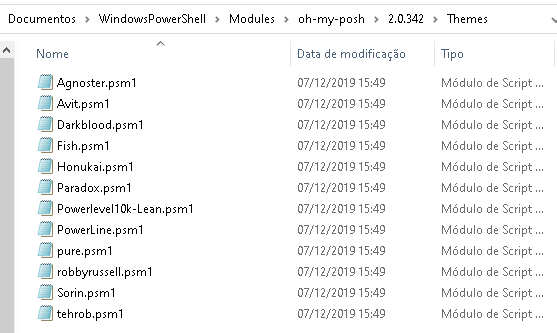 Documentos > WindowsPowerShell > Modules > oh-my-posh > 2.0.342 > Themes
Nome Data de modificação Tipo
Agnoster.psm1 07/12/2019 15:49 Módulo de Script ...
Avit.psm1 07/12/2019 15:49 Módulo de Script ...
Darkblood.psm1 07/12/2019 15:49 Módulo de Script ...
Fish.psm1 07/12/2019 15:49 Módulo de Script ...
Honukai.psm1 07/12/2019 15:49 Módulo de Script ...
Paradox.psm1 07/12/2019 15:49 Módulo de Script ...
Powerlevel10k-Lean.psm1 07/12/2019 15:49 Módulo de Script ...
PowerLine.psm1 07/12/2019 15:49 Módulo de Script ...
pure.psm1 07/12/2019 15:49 Módulo de Script ...
robbyrussell.psm1 07/12/2019 15:49 Módulo de Script ...
Sorin.psm1 07/12/2019 15:49 Módulo de Script ...
tehrob.psm1 07/12/2019 15:49 Módulo de Script ...